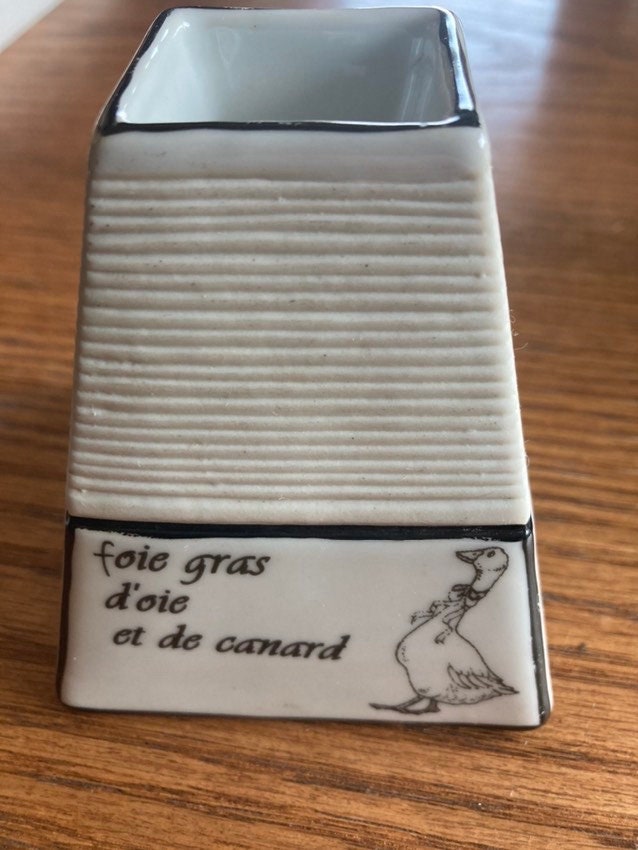 foie gras
d'oie
et de canard